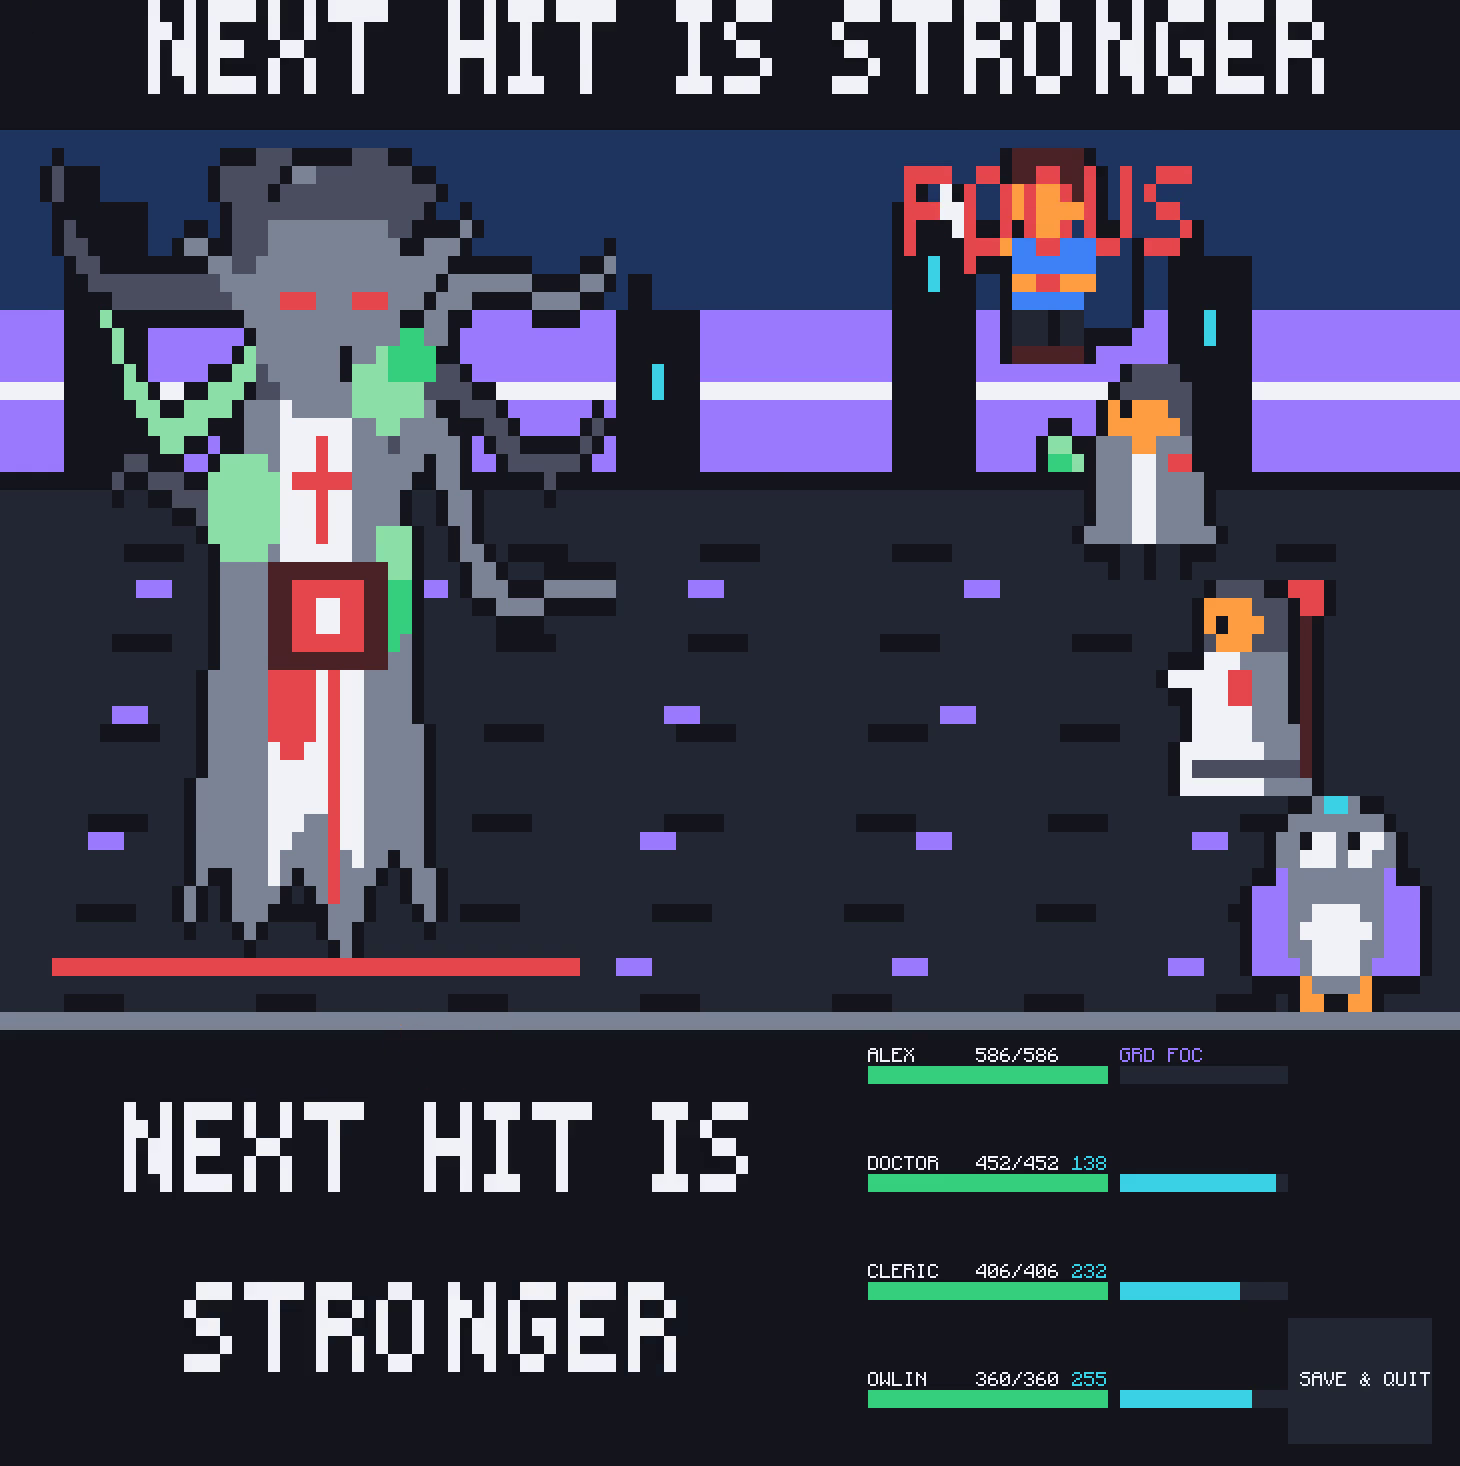 NEXT HIT IS STRONGER
FOCUS
ALEX 586/586 GRD FOC
NEXT HIT IS
DOCTOR 452/452 138
CLERIC 406/406 232
STRONGER
OWLIN 360/360 255
SAVE & QUIT